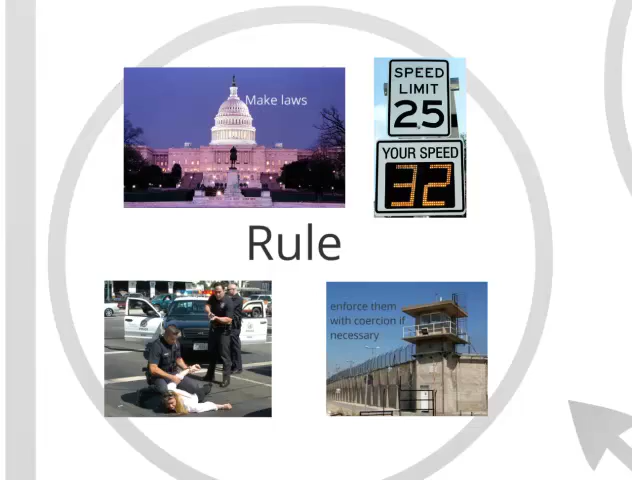 Make laws
SPEED
LIMIT
25
YOUR SPEED
32
Rule
enforce them
with coercion if
necessary